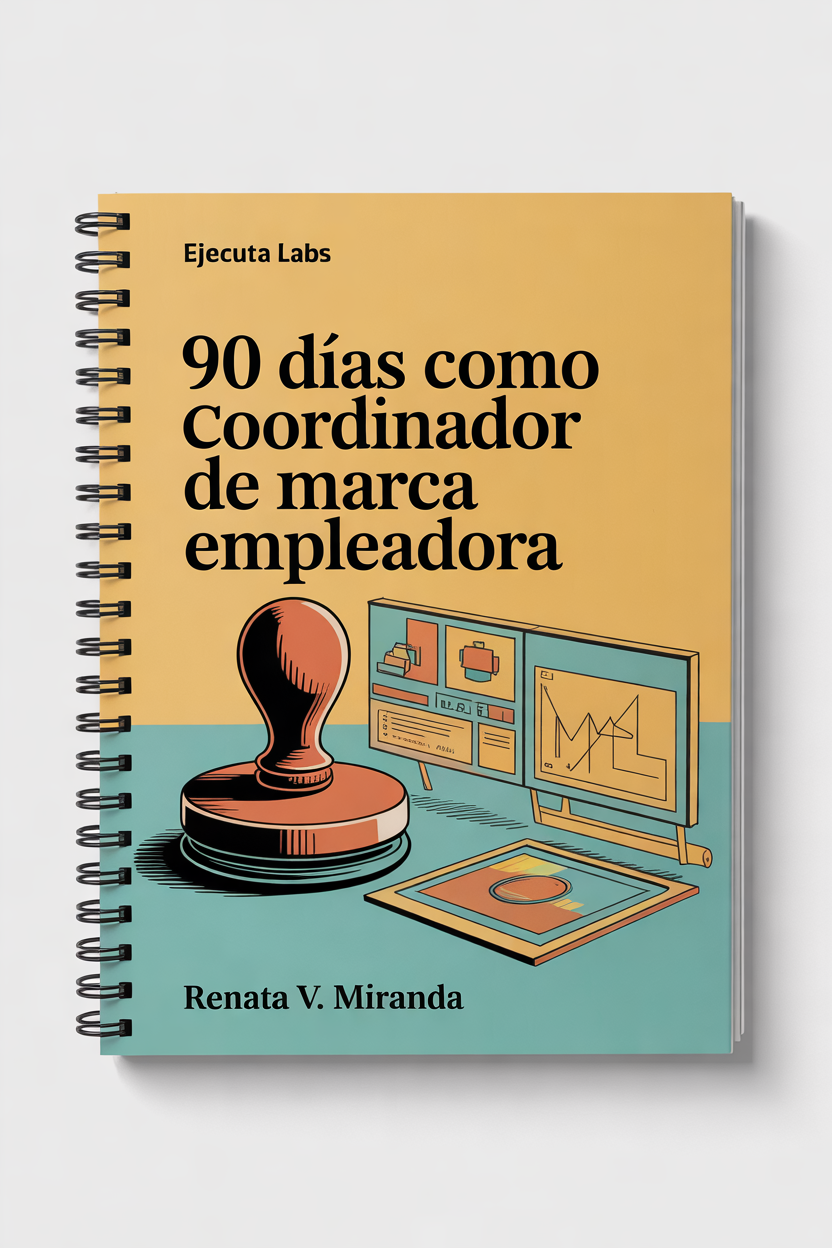 Ejecuta Labs
90 días como
Coordinador
de marca
empleadora
Renata V. Miranda